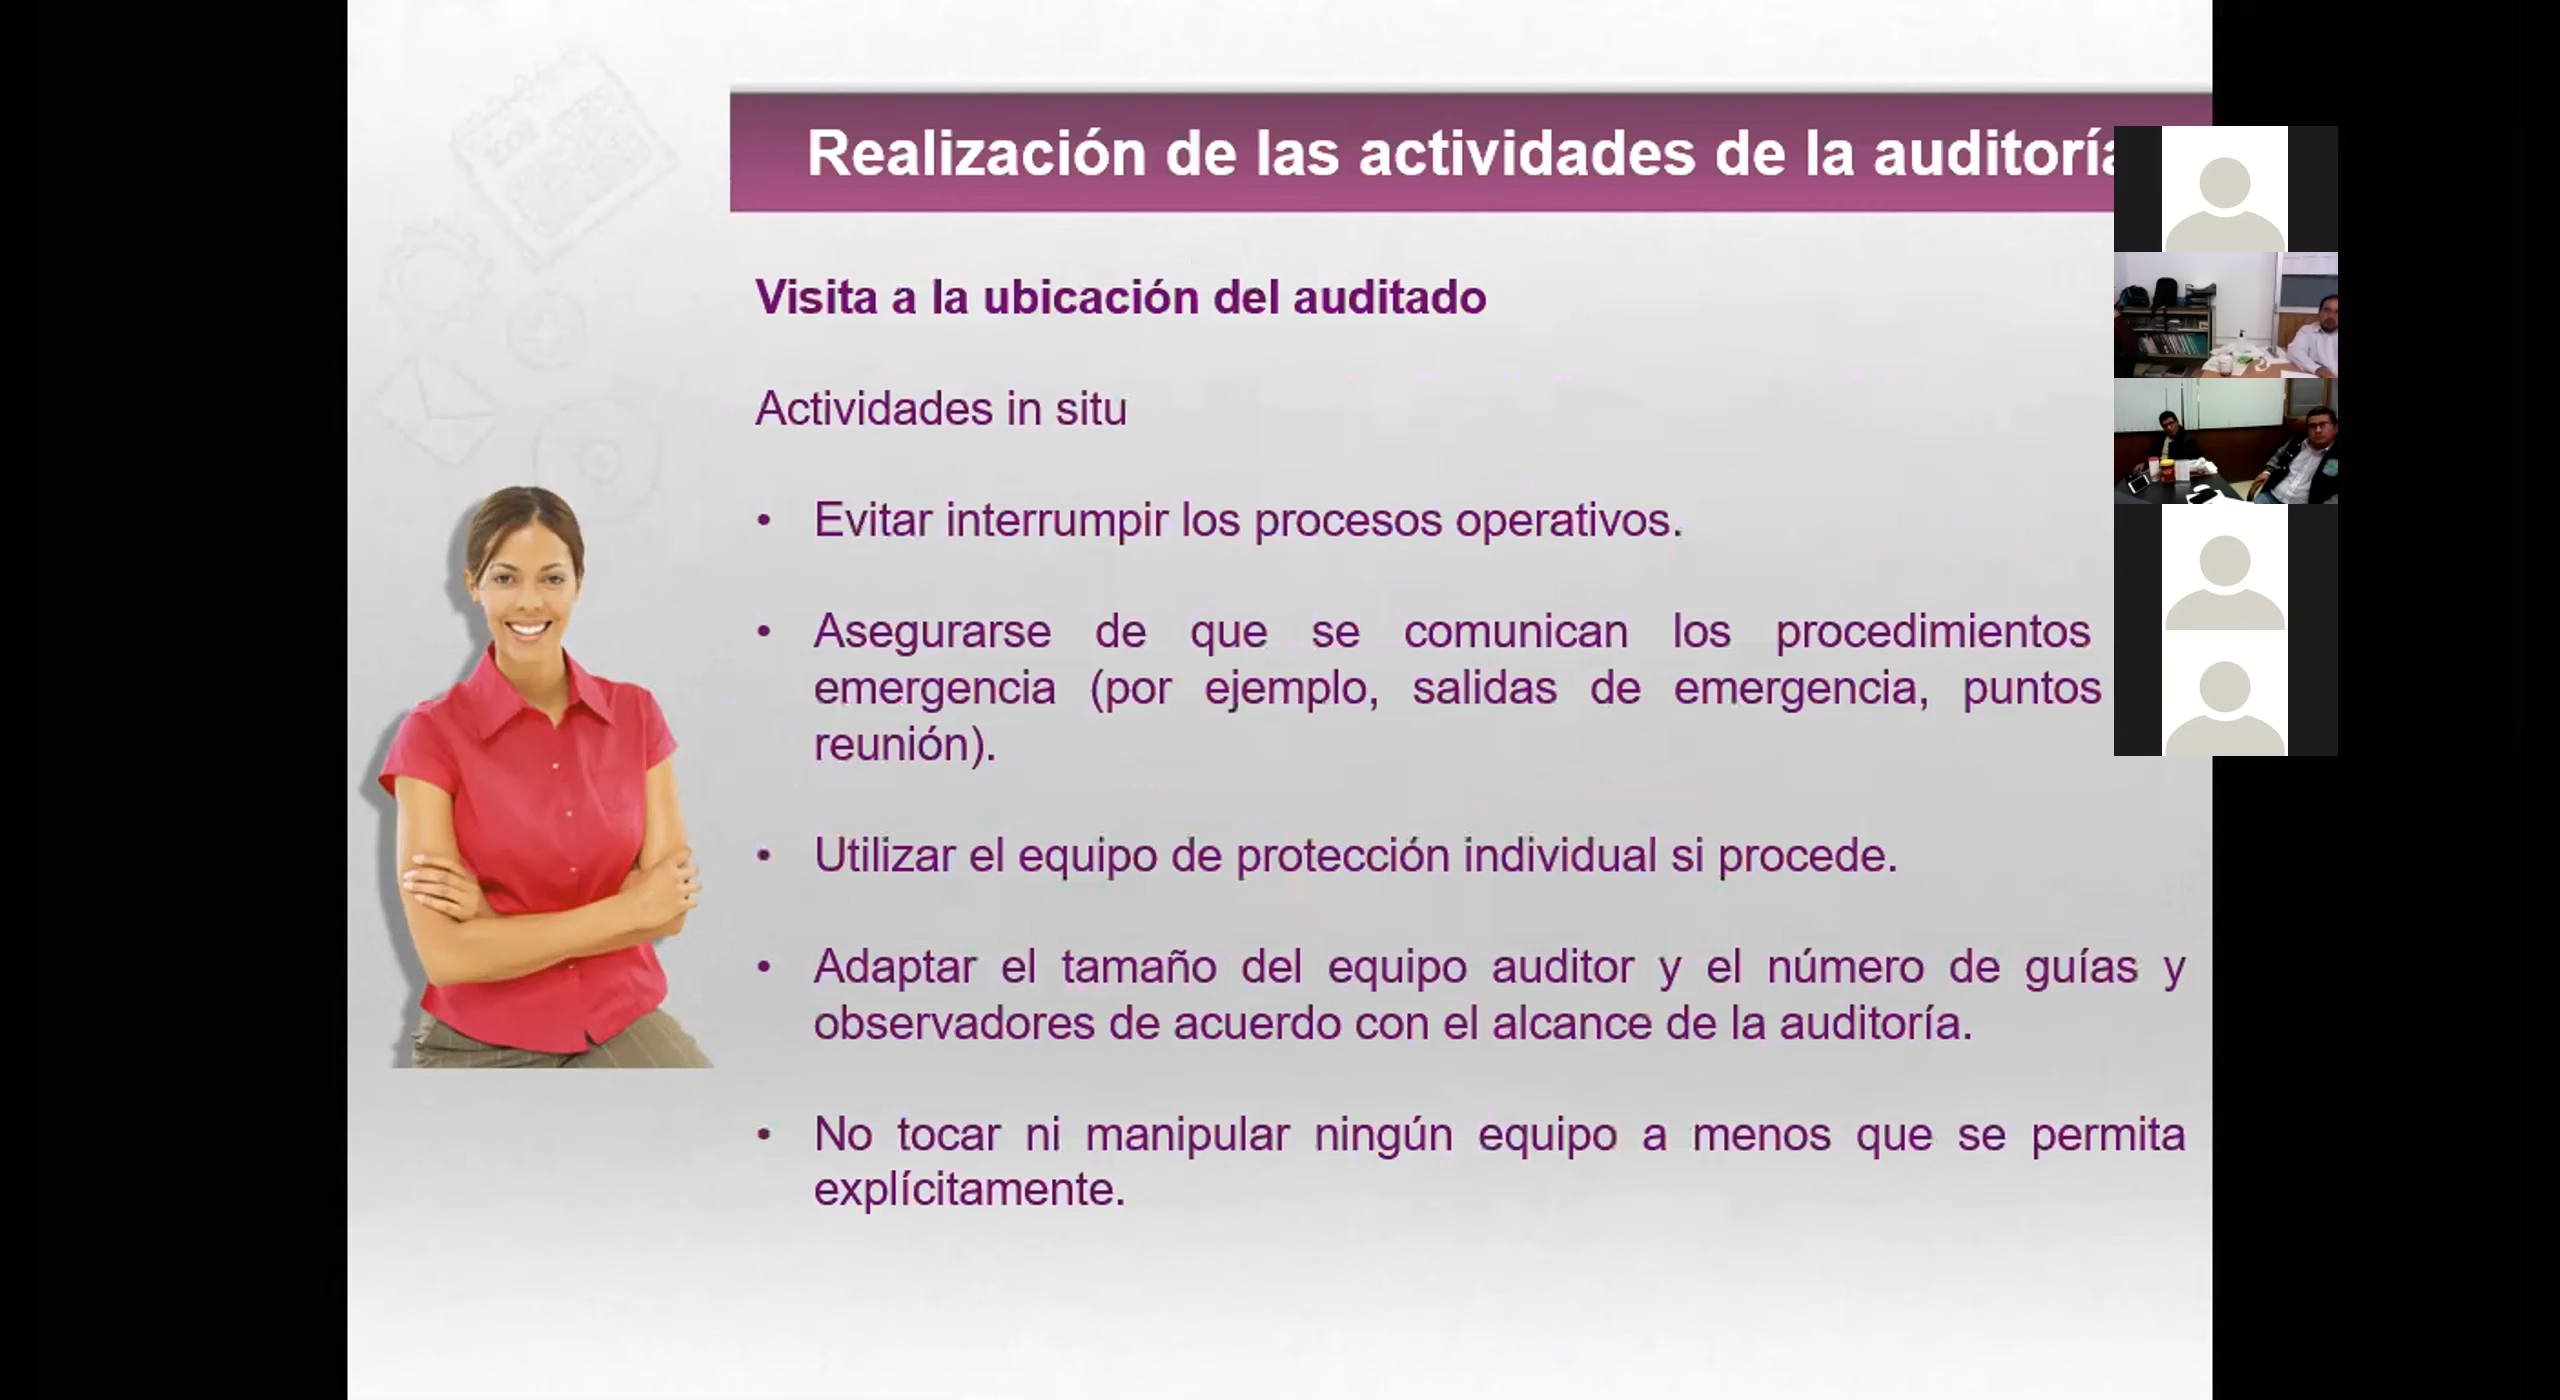 Realización de las actividades de la auditoría
Visita a la ubicación del auditado
Actividades in situ
• Evitar interrumpir los procesos operativos.
• Asegurarse de que se comunican los procedimientos
emergencia (por ejemplo, salidas de emergencia, puntos
reunión).
• Utilizar el equipo de protección individual si procede.
• Adaptar el tamaño del equipo auditor y el número de guías y
observadores de acuerdo con el alcance de la auditoría.
• No tocar ni manipular ningún equipo a menos que se permita
explícitamente.